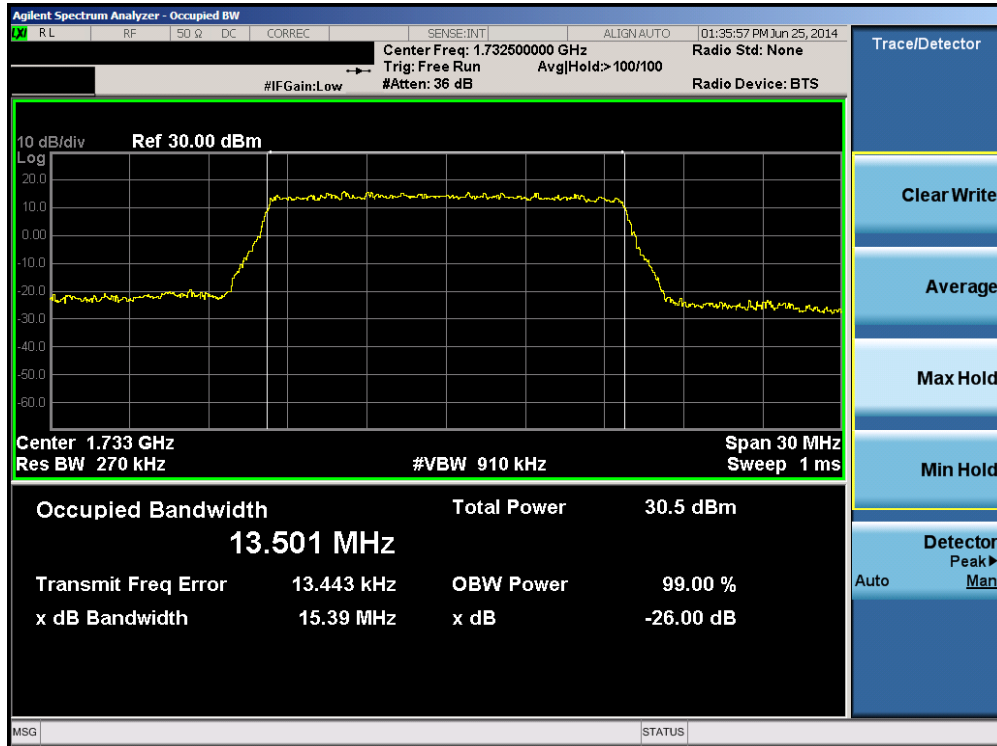 Agilent Spectrum Analyzer - Occupied BW
LXI RL RF 50 Ω DC CORREC SENSE:INT ALIGN AUTO 01:35:57 PM Jun 25, 2014
Center Freq: 1.732500000 GHz Radio Std: None
Trig: Free Run Avg|Hold:> 100/100
#IFGain:Low #Atten: 36 dB Radio Device: BTS
10 dB/div Ref 30.00 dBm
Log
20.0
10.0
0.00
-10.0
-20.0
-30.0
-40.0
-50.0
-60.0
Center 1.733 GHz Span 30 MHz
Res BW 270 kHz #VBW 910 kHz Sweep 1 ms
Occupied Bandwidth Total Power 30.5 dBm
13.501 MHz
Transmit Freq Error 13.443 kHz OBW Power 99.00 %
x dB Bandwidth 15.39 MHz x dB -26.00 dB
MSG STATUS
Trace/Detector
Clear Write
Average
Max Hold
Min Hold
Detector
Peak▶
Auto Man